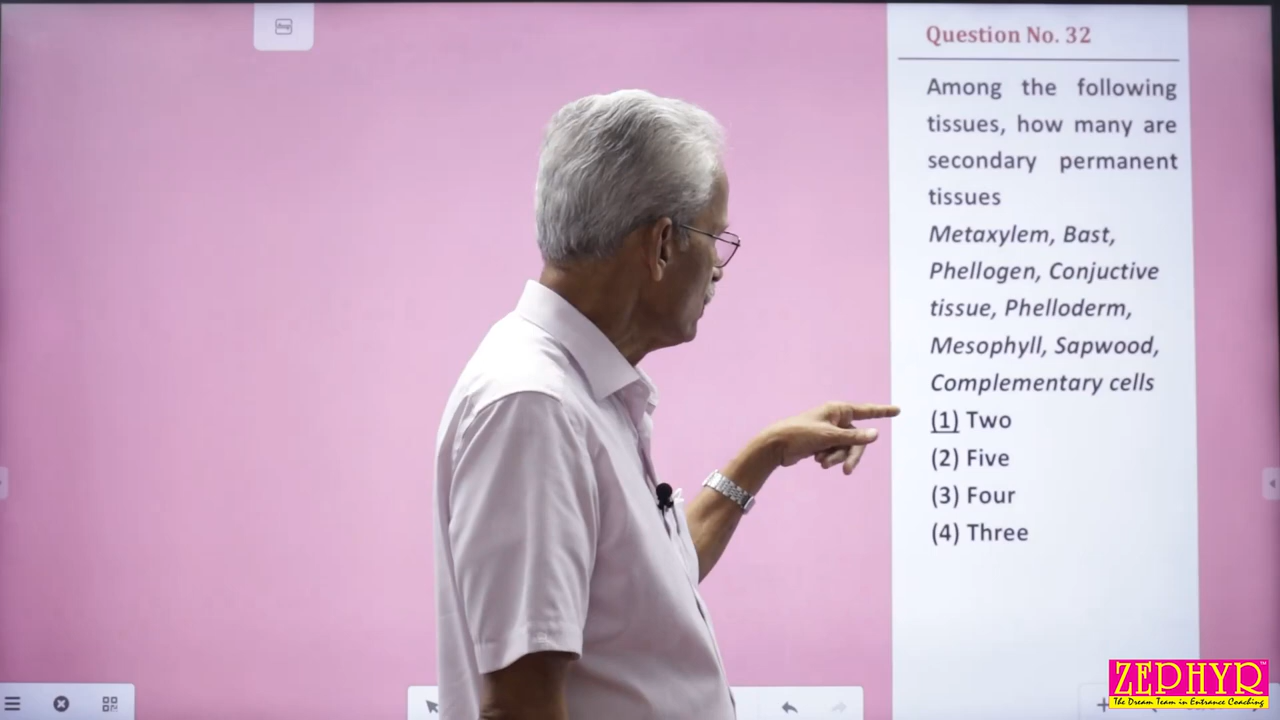 Question No. 32
Among the following
tissues, how many are
secondary permanent
tissues
Metaxylem, Bast,
Phellogen, Conjuctive
tissue, Phelloderm,
Mesophyll, Sapwood,
Complementary cells
(1) Two
(2) Five
(3) Four
(4) Three
ZEPHYR™
The Dream Team in Entrance Coaching